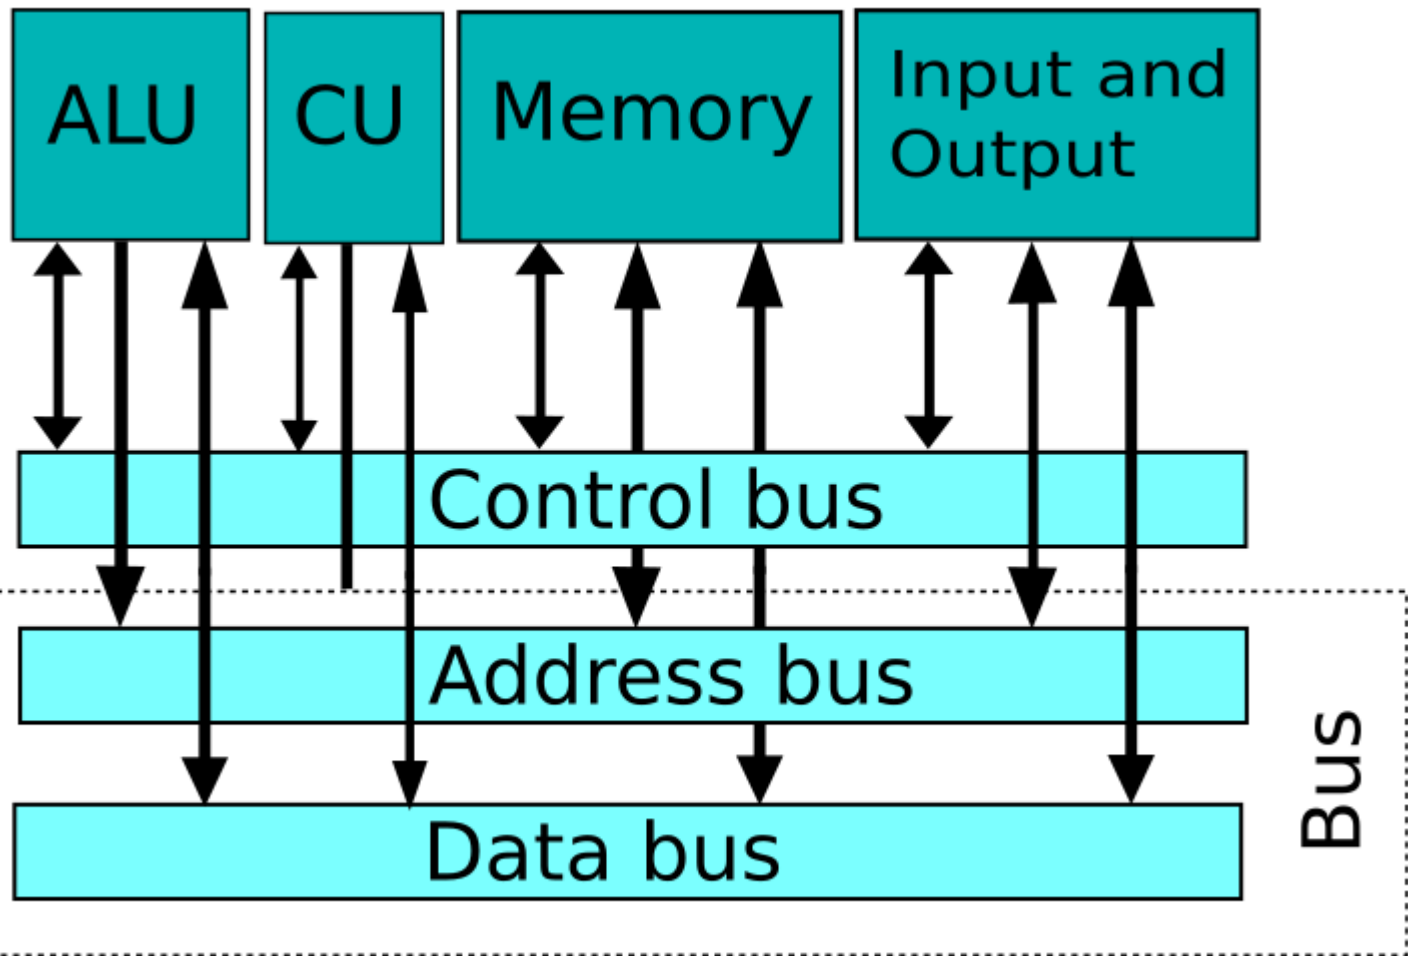 ALU
CU
Memory
Input and
Output
Control bus
Address bus
Data bus
Bus